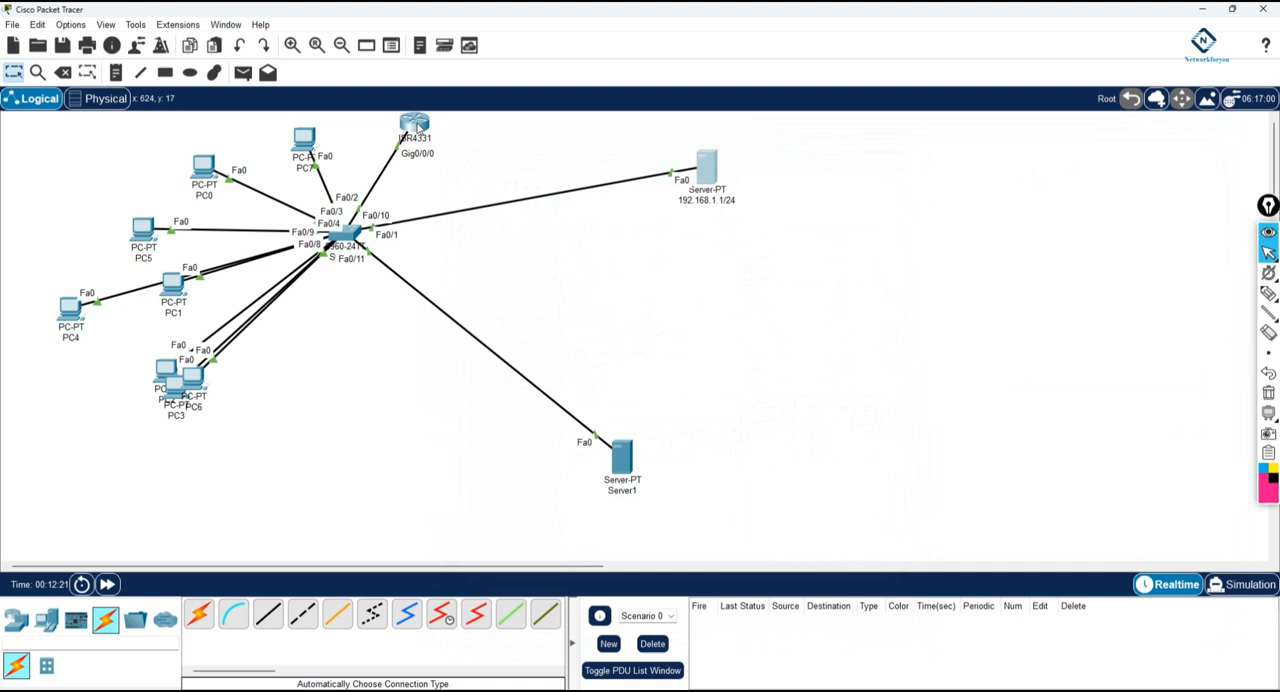 Cisco Packet Tracer
File Edit Options View Tools Extensions Window Help
Networkforyou
Logical Physical x: 624, y: 17 Root 06:17:00
ISR4331
Gig0/0/0
Fa0
Fa0
PC-PT
PC0
Fa0
Server-PT
192.168.1.1/24
Fa0/2
Fa0/3
Fa0/10
Fa0/4
Fa0
Fa0/9
Fa0/1
Fa0/8
Fa0/11
PC-PT
PC5
Fa0
PC-PT
PC1
Fa0
PC-PT
PC4
Fa0
Fa0
Fa0
PC-PT
PC6
PC3
Fa0
Server-PT
Server1
Time: 00:12:21 Realtime Simulation
Scenario 0
New Delete
Toggle PDU List Window
Fire Last Status Source Destination Type Color Time(sec) Periodic Num Edit Delete
Automatically Choose Connection Type